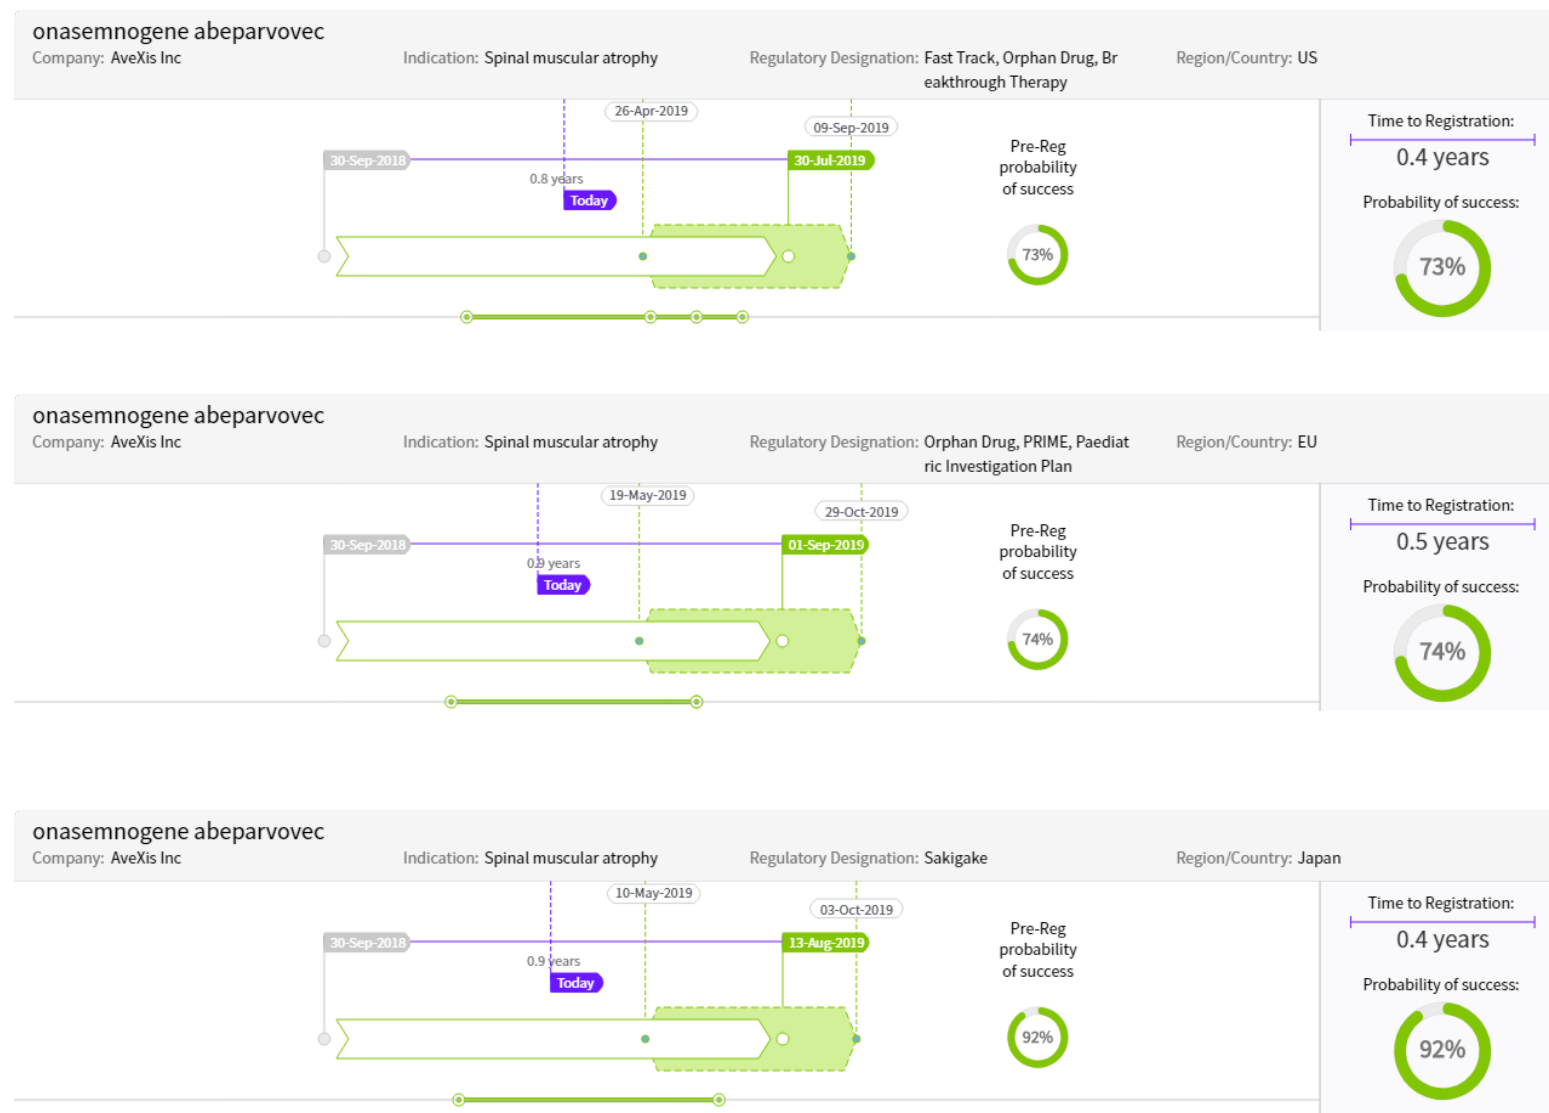 onasemnogene abeparvovec
Company: AveXis Inc Indication: Spinal muscular atrophy Regulatory Designation: Fast Track, Orphan Drug, Br Region/Country: US
eakthrough Therapy
26-Apr-2019
09-Sep-2019
Time to Registration:
30-Sep-2018 30-Jul-2019
Pre-Reg
probability
of success
0.4 years
0.8 years
Today
Probability of success:
73%
73%
onasemnogene abeparvovec
Company: AveXis Inc Indication: Spinal muscular atrophy Regulatory Designation: Orphan Drug, PRIME, Paediat Region/Country: EU
ric Investigation Plan
19-May-2019
29-Oct-2019
Time to Registration:
30-Sep-2018 01-Sep-2019
Pre-Reg
probability
of success
0.5 years
0.9 years
Today
Probability of success:
74%
74%
onasemnogene abeparvovec
Company: AveXis Inc Indication: Spinal muscular atrophy Regulatory Designation: Sakigake Region/Country: Japan
10-May-2019
03-Oct-2019
Time to Registration:
30-Sep-2018 13-Aug-2019
Pre-Reg
probability
of success
0.4 years
0.9 years
Today
Probability of success:
92%
92%